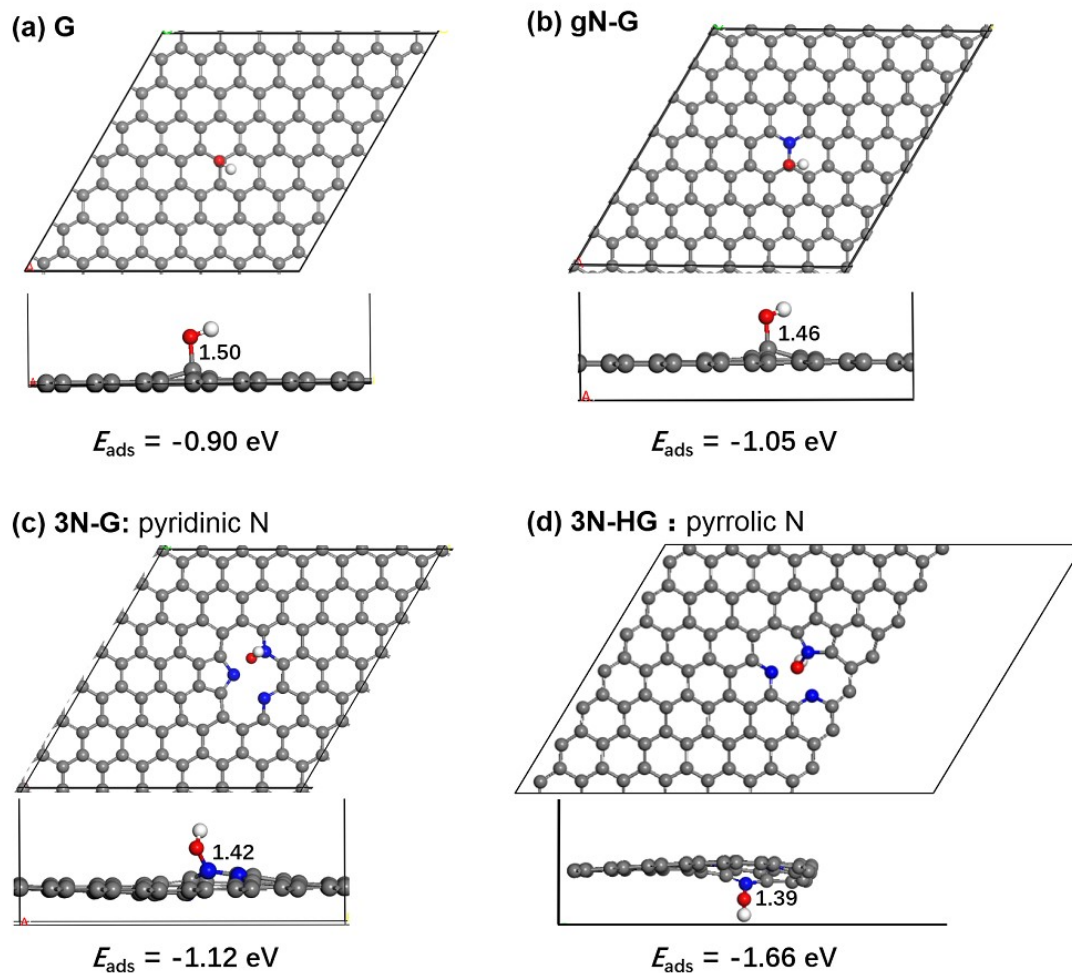 (a) G
(b) gN-G
A
A
1.50
1.46
A
A
E_ads = -0.90 eV
E_ads = -1.05 eV
(c) 3N-G: pyridinic N
(d) 3N-HG : pyrrolic N
1.42
1.39
A
E_ads = -1.12 eV
E_ads = -1.66 eV